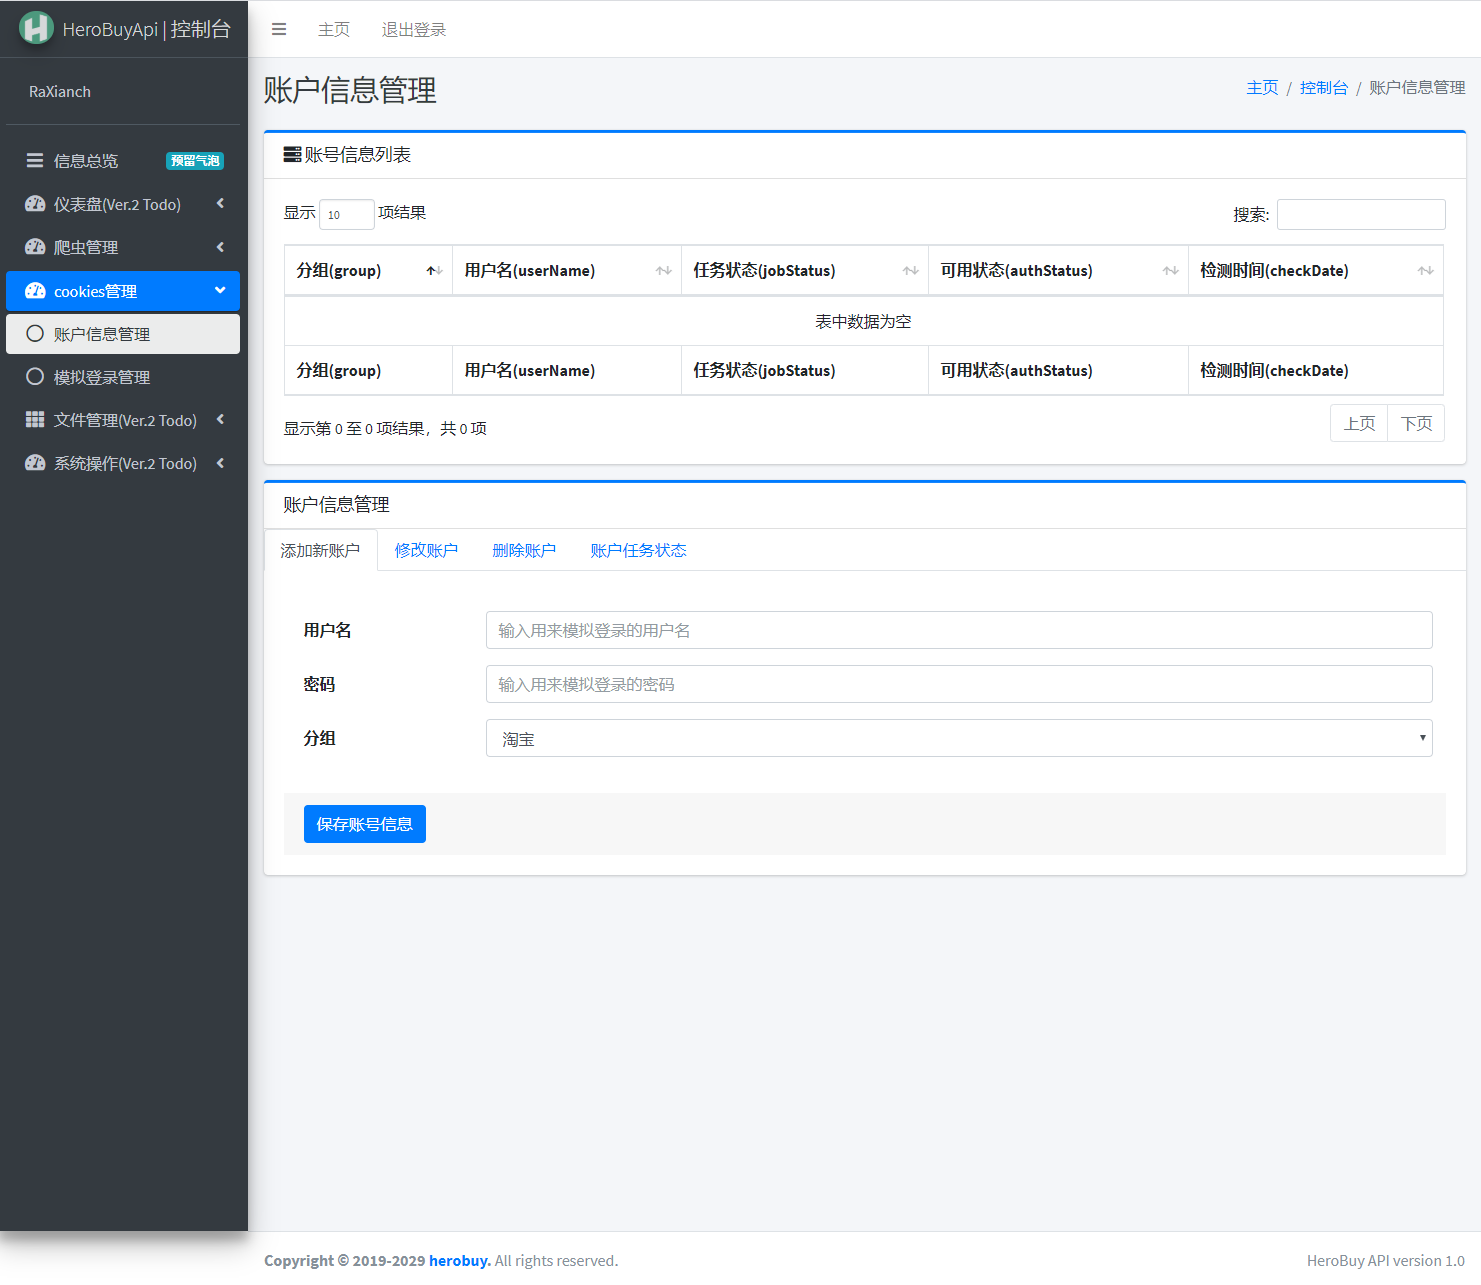 HeroBuyApi | 控制台
主页 退出登录
RaXianch
信息总览 预留气泡
仪表盘(Ver.2 Todo)
爬虫管理
cookies管理
账户信息管理
模拟登录管理
文件管理(Ver.2 Todo)
系统操作(Ver.2 Todo)
账户信息管理
主页 / 控制台 / 账户信息管理
账号信息列表
显示 10 项结果
搜索:
分组(group) 用户名(userName) 任务状态(jobStatus) 可用状态(authStatus) 检测时间(checkDate)
表中数据为空
分组(group) 用户名(userName) 任务状态(jobStatus) 可用状态(authStatus) 检测时间(checkDate)
显示第 0 至 0 项结果，共 0 项
上页 下页
账户信息管理
添加新账户 修改账户 删除账户 账户任务状态
用户名 输入用来模拟登录的用户名
密码 输入用来模拟登录的密码
分组 淘宝
保存账号信息
Copyright © 2019-2029 herobuy. All rights reserved.
HeroBuy API version 1.0